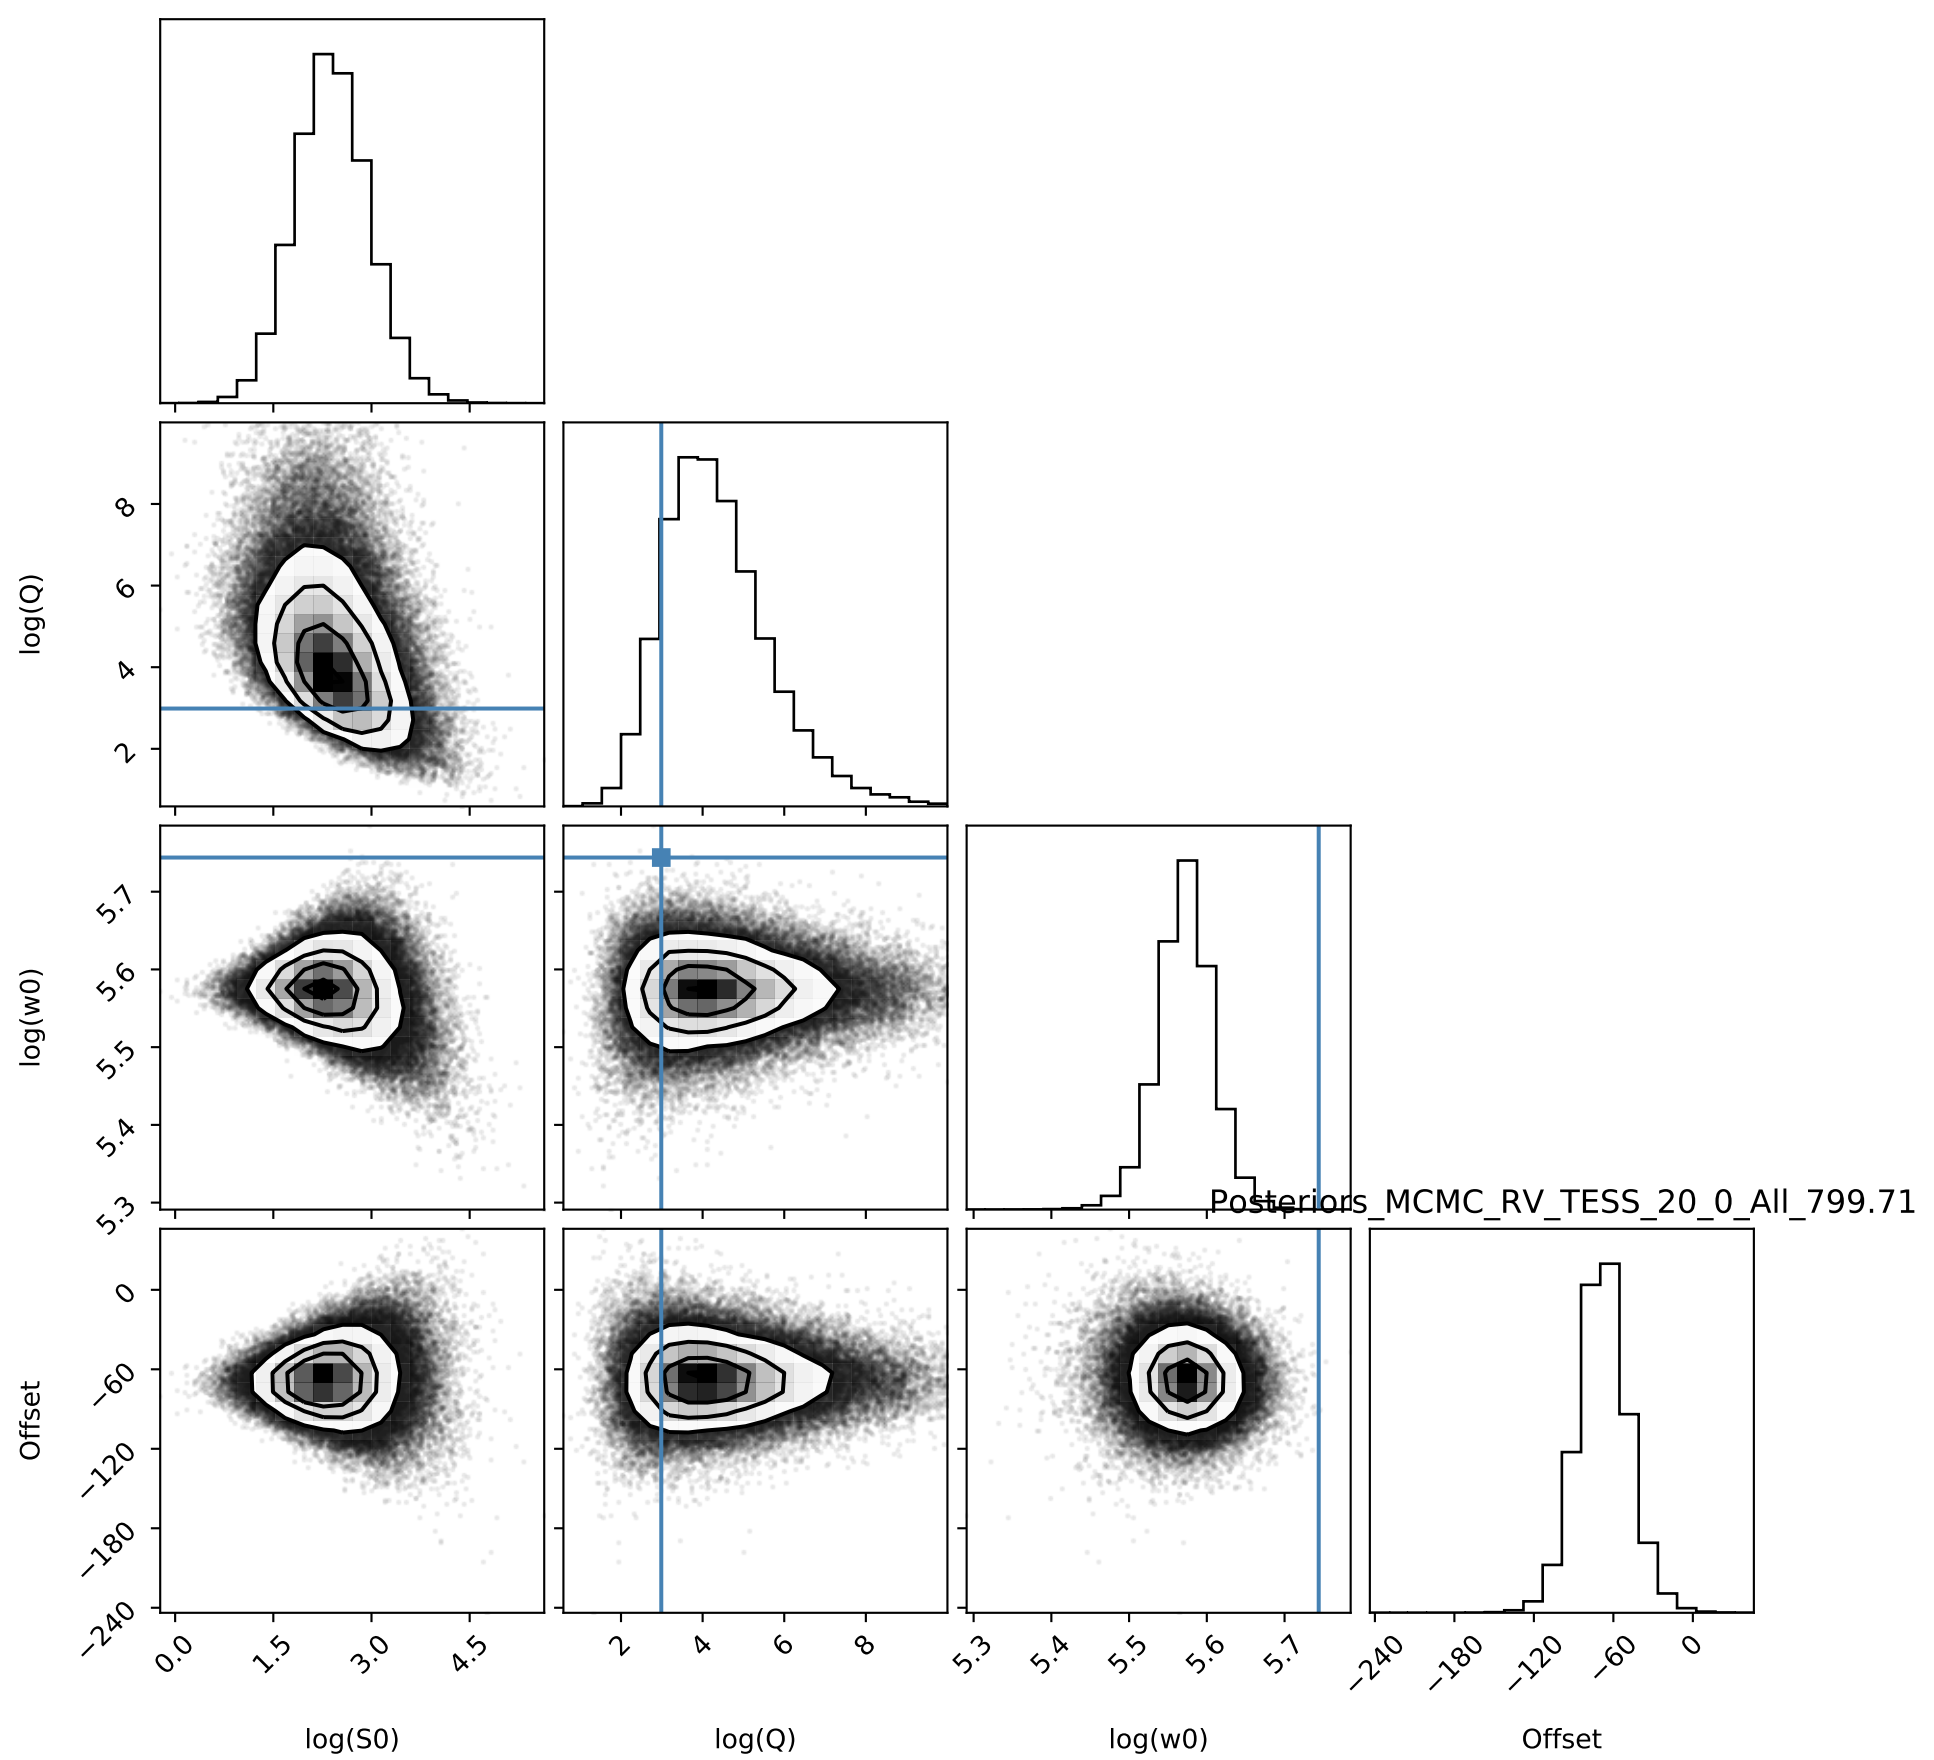 log(Q)
8
6
4
2
log(w0)
5.7
5.6
5.5
5.4
5.3
Posteriors_MCMC_RV_TESS_20_0_All_799.71
Offset
0
−60
−120
−180
−240
0.0 1.5 3.0 4.5 2 4 6 8 5.3 5.4 5.5 5.6 5.7 −240 −180 −120 −60 0
log(S0) log(Q) log(w0) Offset